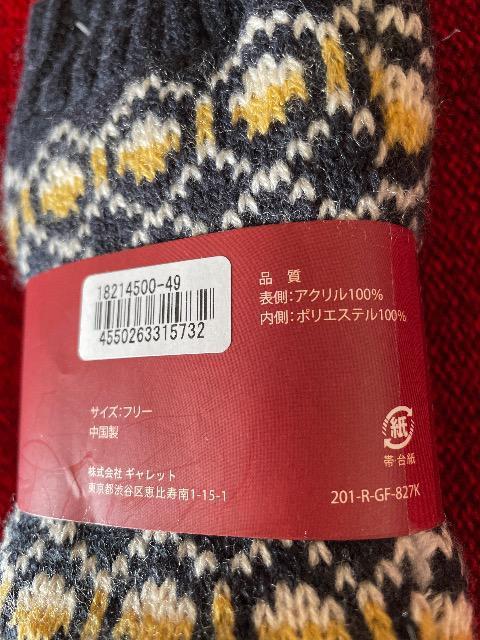 18214500-49
4550263315732
品 質
表側:アクリル100%
内側:ポリエステル100%
サイズ:フリー
中国製
紙
帯・台紙
株式会社 ギャレット
東京都渋谷区恵比寿南1-15-1
201-R-GF-827K